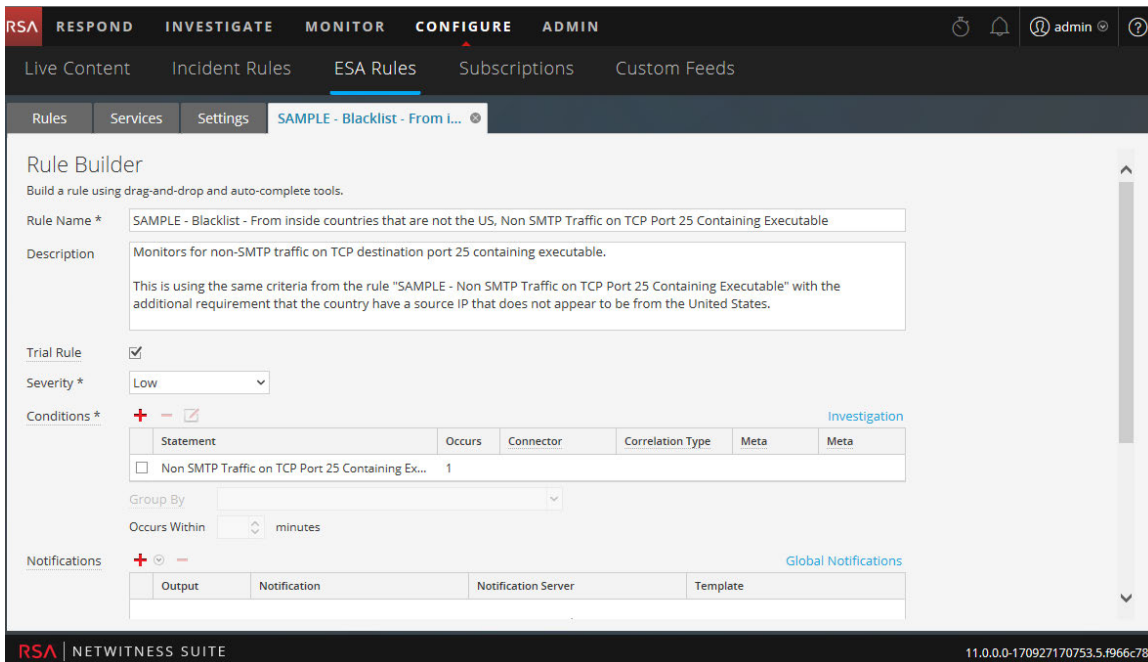 RSA RESPOND INVESTIGATE MONITOR CONFIGURE ADMIN admin ?
Live Content Incident Rules ESA Rules Subscriptions Custom Feeds
Rules Services Settings SAMPLE - Blacklist - From i...
Rule Builder
Build a rule using drag-and-drop and auto-complete tools.
Rule Name * SAMPLE - Blacklist - From inside countries that are not the US, Non SMTP Traffic on TCP Port 25 Containing Executable
Description Monitors for non-SMTP traffic on TCP destination port 25 containing executable.
This is using the same criteria from the rule "SAMPLE - Non SMTP Traffic on TCP Port 25 Containing Executable" with the
additional requirement that the country have a source IP that does not appear to be from the United States.
Trial Rule
Severity * Low
Conditions * Investigation
Statement Occurs Connector Correlation Type Meta Meta
Non SMTP Traffic on TCP Port 25 Containing Ex... 1
Group By
Occurs Within minutes
Notifications Global Notifications
Output Notification Notification Server Template
RSA | NETWITNESS SUITE 11.0.0.0-170927170753.5.f966c78